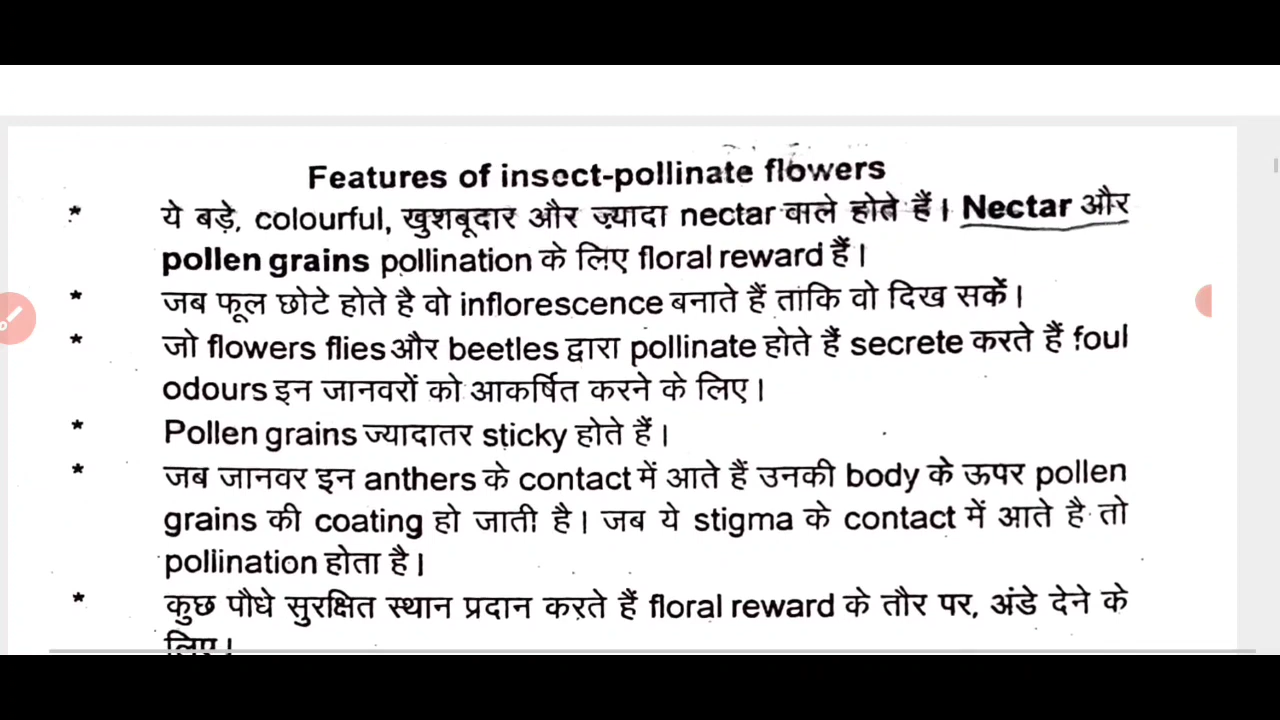 Features of insect-pollinate flowers
* ये बड़े, colourful, खुशबूदार और ज़्यादा nectar वाले होते हैं। Nectar और
pollen grains pollination के लिए floral reward हैं।
* जब फूल छोटे होते है वो inflorescence बनाते हैं ताकि वो दिख सकें।
* जो flowers flies और beetles द्वारा pollinate होते हैं secrete करते हैं foul
odours इन जानवरों को आकर्षित करने के लिए।
* Pollen grains ज्यादातर sticky होते हैं।
* जब जानवर इन anthers के contact में आते हैं उनकी body के ऊपर pollen
grains की coating हो जाती है। जब ये stigma के contact में आते है तो
pollination होता है।
* कुछ पौधे सुरक्षित स्थान प्रदान करते हैं floral reward के तौर पर, अंडे देने के
लिए।